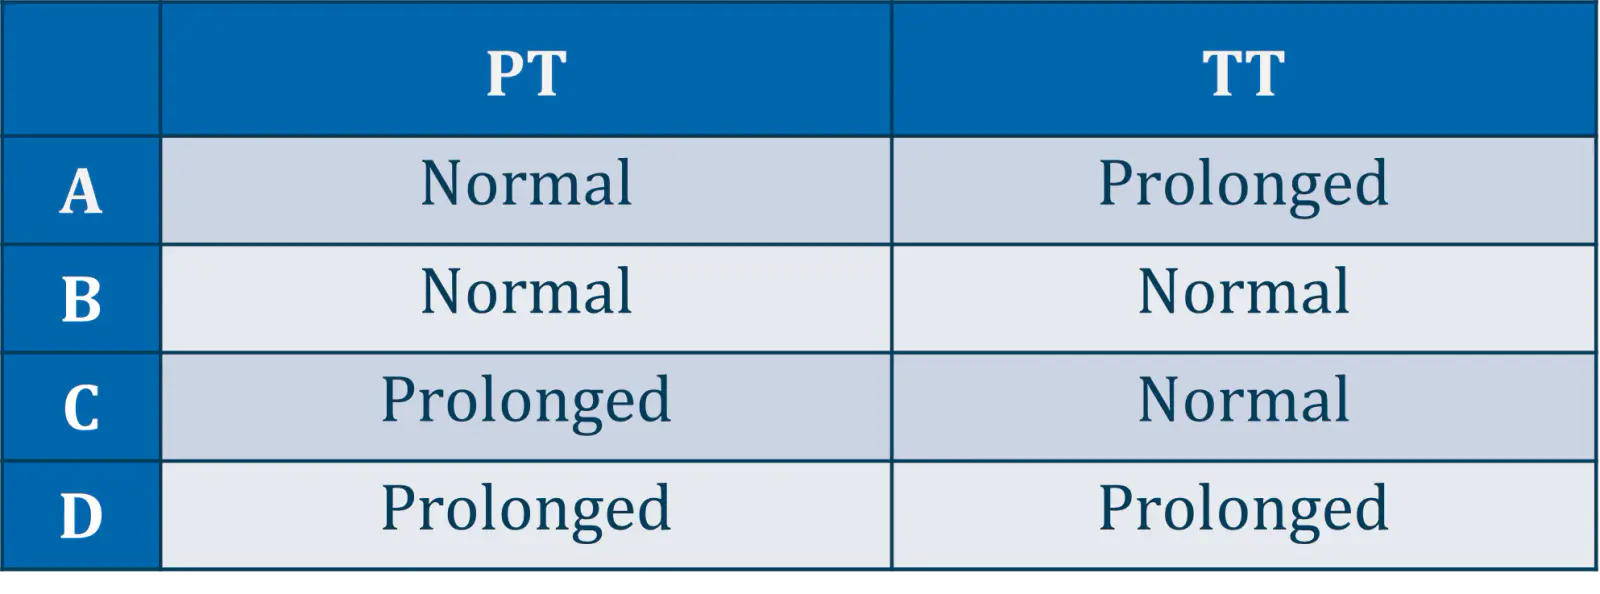 PT TT
A Normal Prolonged
B Normal Normal
C Prolonged Normal
D Prolonged Prolonged